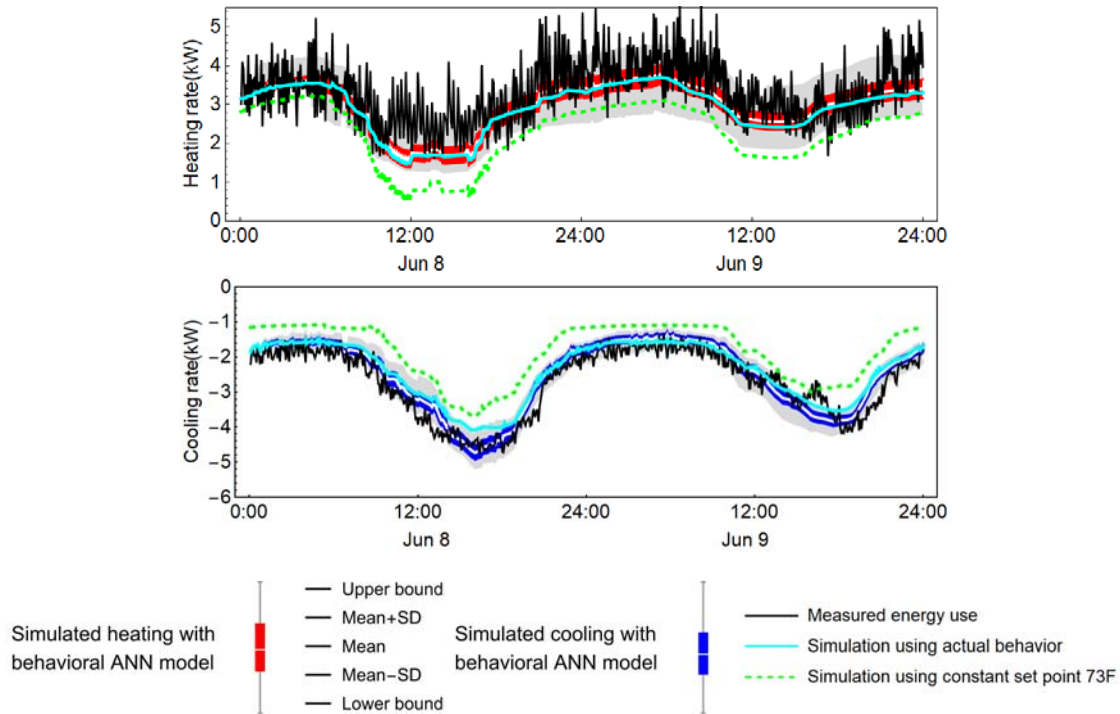 5
4
3
2
1
0
Heating rate(kW)
0:00 12:00 24:00 12:00 24:00
Jun 8 Jun 9
0
−1
−2
−3
−4
−5
−6
Cooling rate(kW)
0:00 12:00 24:00 12:00 24:00
Jun 8 Jun 9
Simulated heating with
behavioral ANN model
Upper bound
Mean+SD
Mean
Mean−SD
Lower bound
Simulated cooling with
behavioral ANN model
Measured energy use
Simulation using actual behavior
Simulation using constant set point 73F